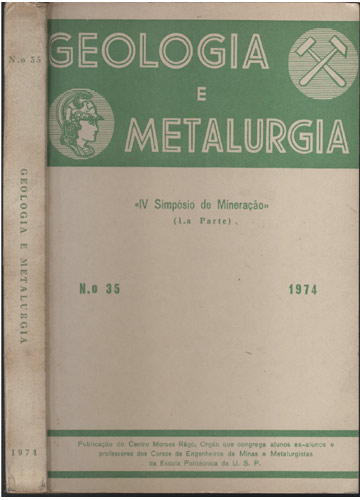 N.o 35
GEOLOGIA E METALURGIA
1974
GEOLOGIA
E
METALURGIA
«IV Simpósio de Mineração»
(1.a Parte).
N.o 35 1974
Publicação do Centro Moraes Rêgo, Orgão que congrega alunos ex-alunos e
professores dos Cursos de Engenheiros de Minas e Metalurgistas
da Escola Politécnica da U. S. P.